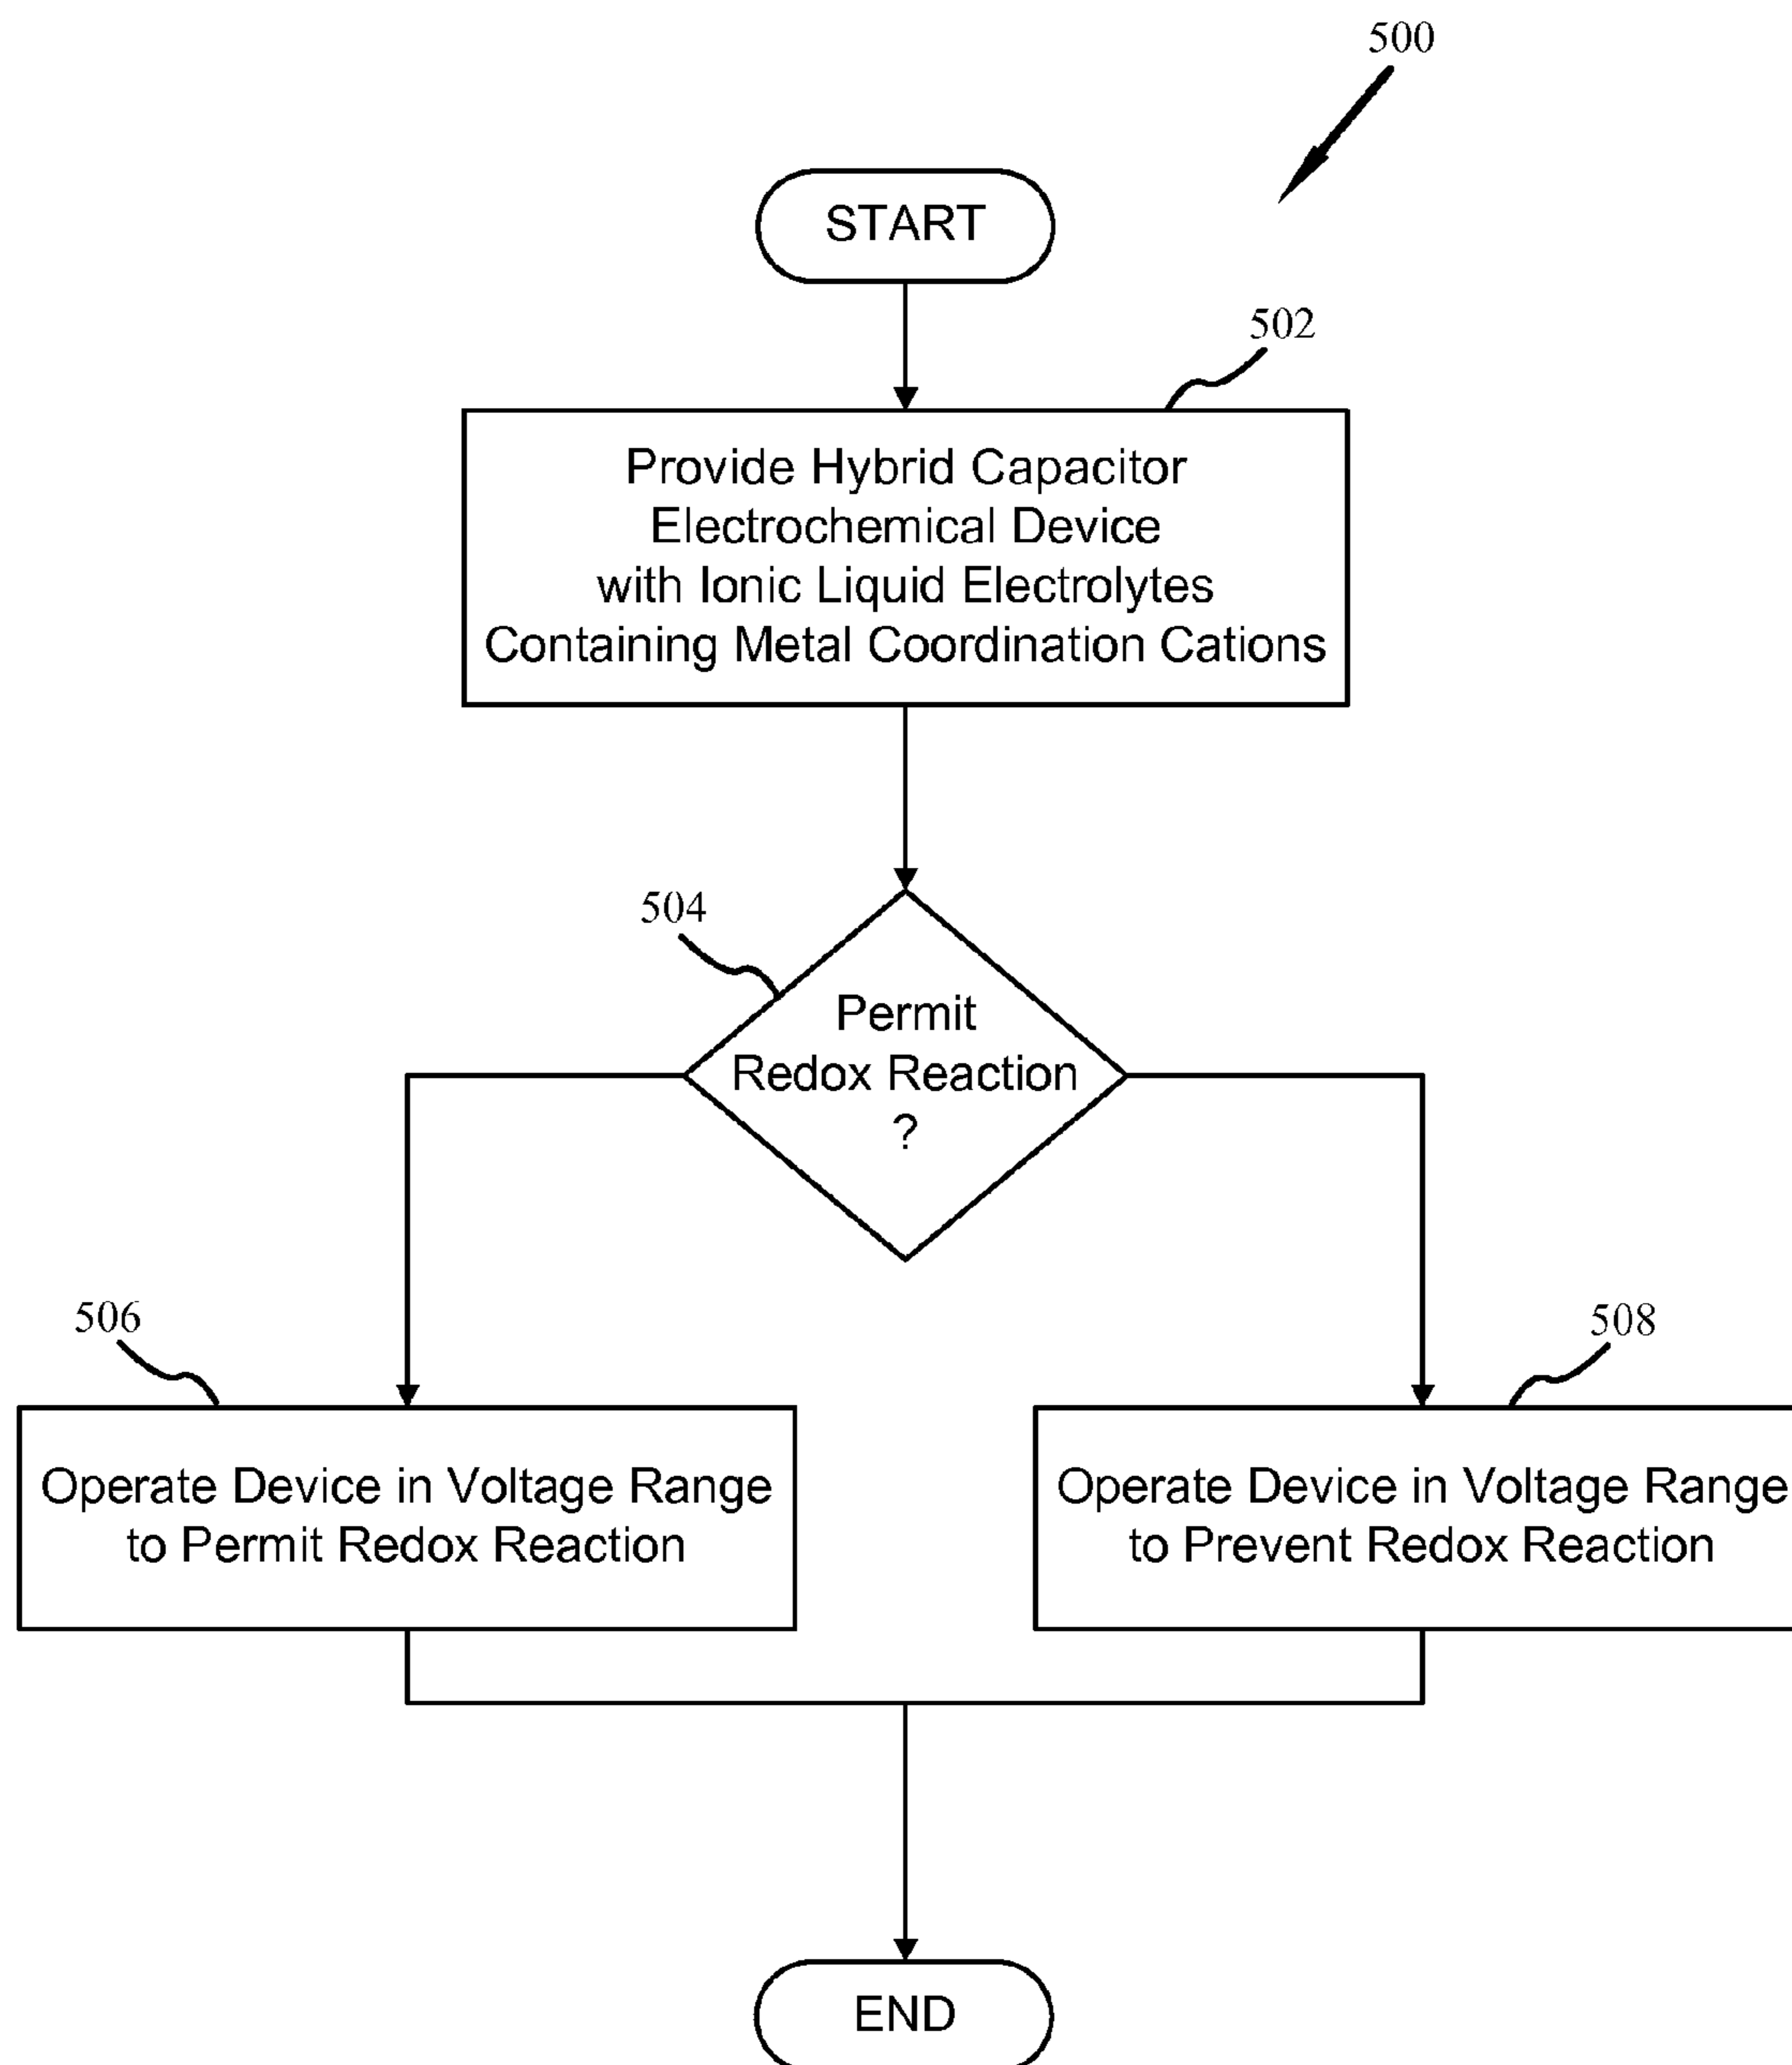 500
START
502
Provide Hybrid Capacitor
Electrochemical Device
with Ionic Liquid Electrolytes
Containing Metal Coordination Cations
504
Permit
Redox Reaction
?
506
508
Operate Device in Voltage Range
to Permit Redox Reaction
Operate Device in Voltage Range
to Prevent Redox Reaction
END